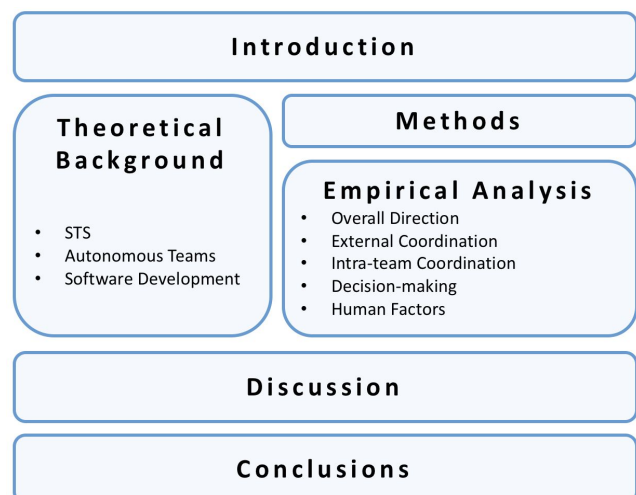 Introduction
Theoretical
Background
• STS
• Autonomous Teams
• Software Development
Methods
Empirical Analysis
• Overall Direction
• External Coordination
• Intra-team Coordination
• Decision-making
• Human Factors
Discussion
Conclusions